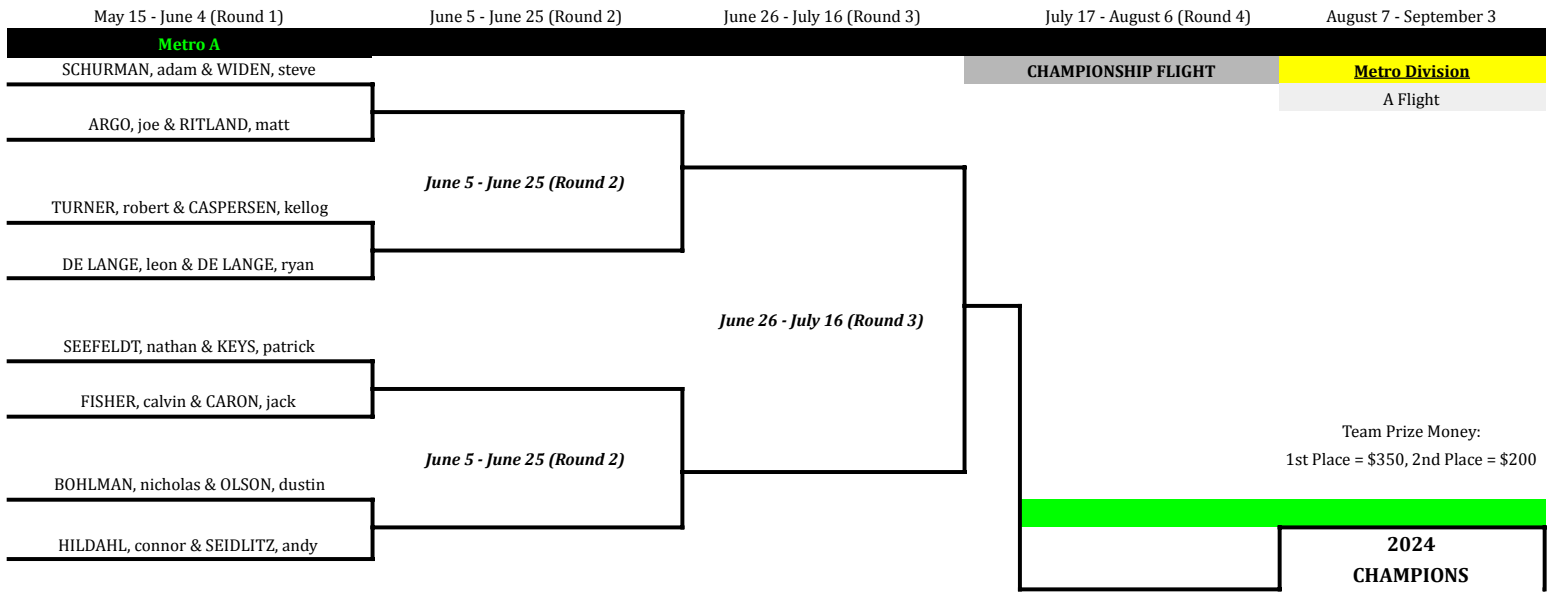 May 15 - June 4 (Round 1) June 5 - June 25 (Round 2) June 26 - July 16 (Round 3) July 17 - August 6 (Round 4) August 7 - September 3
Metro A
SCHURMAN, adam & WIDEN, steve
CHAMPIONSHIP FLIGHT
Metro Division
A Flight
ARGO, joe & RITLAND, matt
June 5 - June 25 (Round 2)
TURNER, robert & CASPERSEN, kellog
DE LANGE, leon & DE LANGE, ryan
June 26 - July 16 (Round 3)
SEEFELDT, nathan & KEYS, patrick
FISHER, calvin & CARON, jack
Team Prize Money:
June 5 - June 25 (Round 2)
1st Place = $350, 2nd Place = $200
BOHLMAN, nicholas & OLSON, dustin
HILDAHL, connor & SEIDLITZ, andy
2024
CHAMPIONS